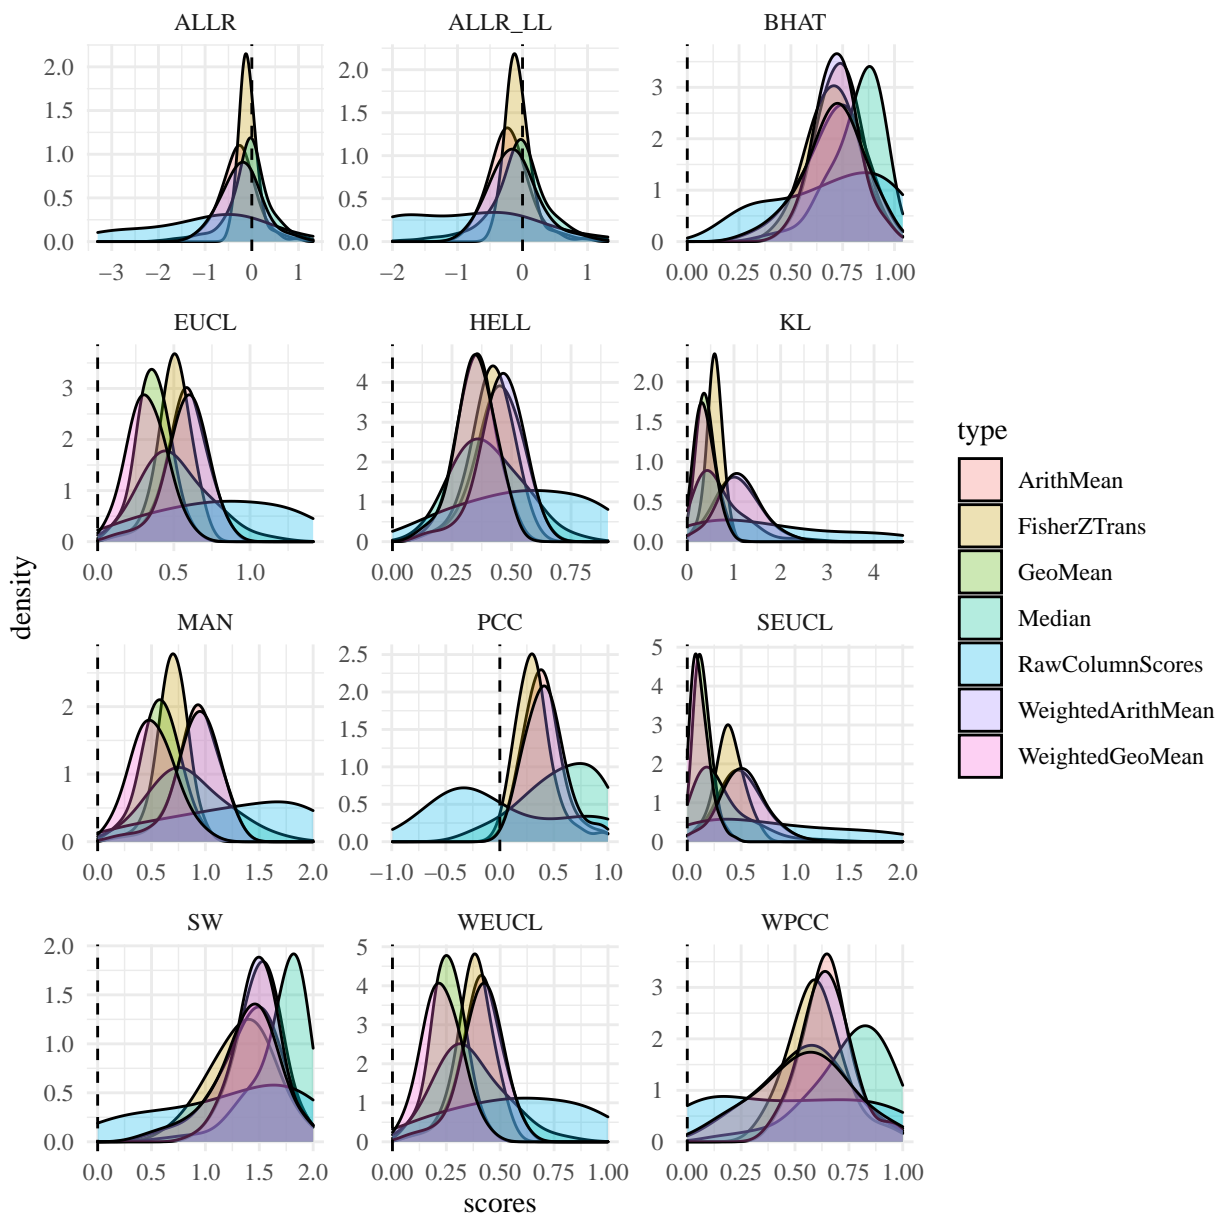 ALLR ALLR_LL BHAT
2.0
1.5
1.0
0.5
0.0
−3 −2 −1 0 1
2.0
1.5
1.0
0.5
0.0
−2 −1 0 1
3
2
1
0
0.00 0.25 0.50 0.75 1.00
EUCL HELL KL
3
2
1
0
0.0 0.5 1.0
4
3
2
1
0
0.00 0.25 0.50 0.75
2.0
1.5
1.0
0.5
0.0
0 1 2 3 4
MAN PCC SEUCL
2
1
0
0.0 0.5 1.0 1.5 2.0
2.5
2.0
1.5
1.0
0.5
0.0
−1.0 −0.5 0.0 0.5 1.0
5
4
3
2
1
0
0.0 0.5 1.0 1.5 2.0
SW WEUCL WPCC
2.0
1.5
1.0
0.5
0.0
0.0 0.5 1.0 1.5 2.0
5
4
3
2
1
0
0.00 0.25 0.50 0.75 1.00
3
2
1
0
0.00 0.25 0.50 0.75 1.00
density
scores
type
ArithMean
FisherZTrans
GeoMean
Median
RawColumnScores
WeightedArithMean
WeightedGeoMean